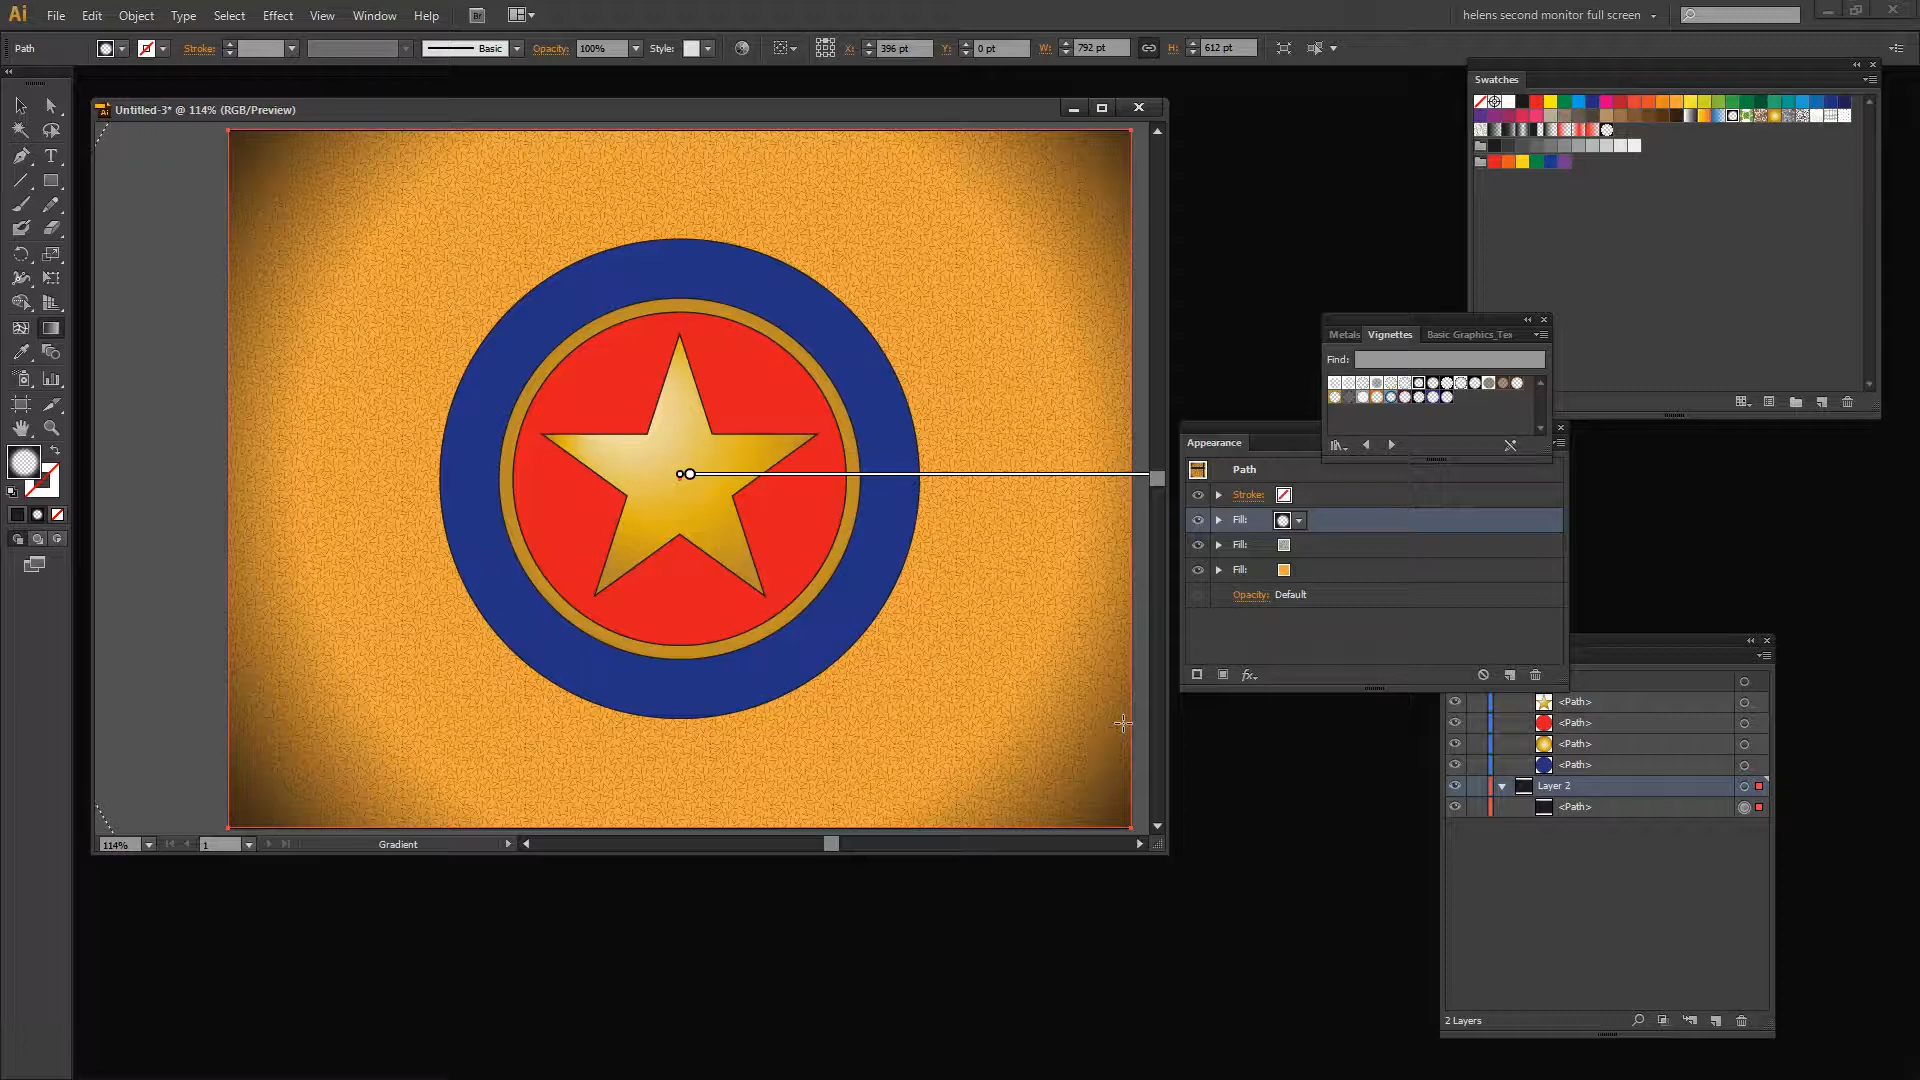 Ai File Edit Object Type Select Effect View Window Help Br helens second monitor full screen
Path Stroke: Basic Opacity: 100% Style: X: 396 pt Y: 0 pt W: 792 pt H: 612 pt
Swatches
Untitled-3* @ 114% (RGB/Preview)
Metals Vignettes Basic Graphics_Tex
Find:
Appearance
Path
Stroke:
Fill:
Fill:
Fill:
Opacity: Default
fx
<Path>
<Path>
<Path>
<Path>
Layer 2
<Path>
114% 1 Gradient
2 Layers